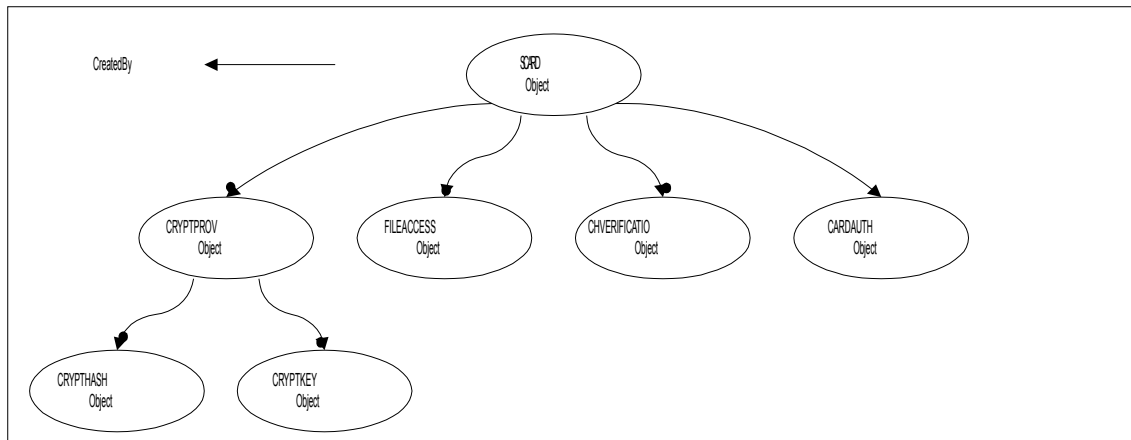 CreatedBy
SCARD
Object
CRYPTPROV
Object
FILEACCESS
Object
CHVERIFICATIO
Object
CARDAUTH
Object
CRYPTHASH
Object
CRYPTKEY
Object